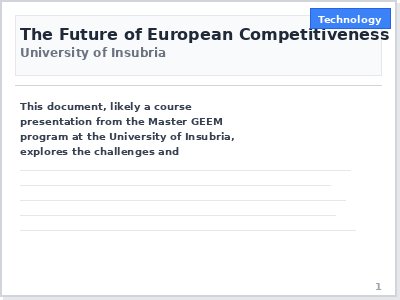 Technology
The Future of European Competitiveness
University of Insubria
This document, likely a course
presentation from the Master GEEM
program at the University of Insubria,
explores the challenges and
1